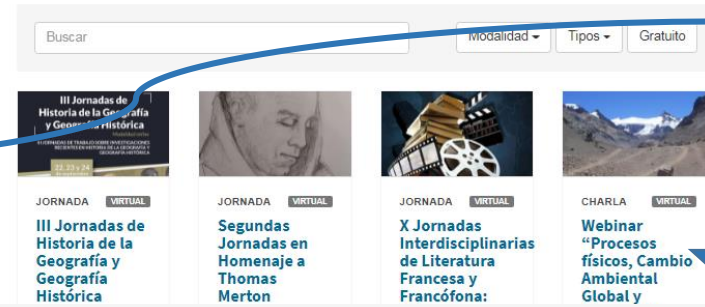 Buscar
Modalidad
Tipos
Gratuito
III Jornadas de
Historia de la Geografía
y Geografía Histórica
22, 23 y 24
JORNADA VIRTUAL
III Jornadas de
Historia de la
Geografía y
Geografía
Histórica
JORNADA VIRTUAL
Segundas
Jornadas en
Homenaje a
Thomas
Merton
JORNADA VIRTUAL
X Jornadas
Interdisciplinarias
de Literatura
Francesa y
Francófona:
CHARLA VIRTUAL
Webinar
“Procesos
físicos, Cambio
Ambiental
Global y